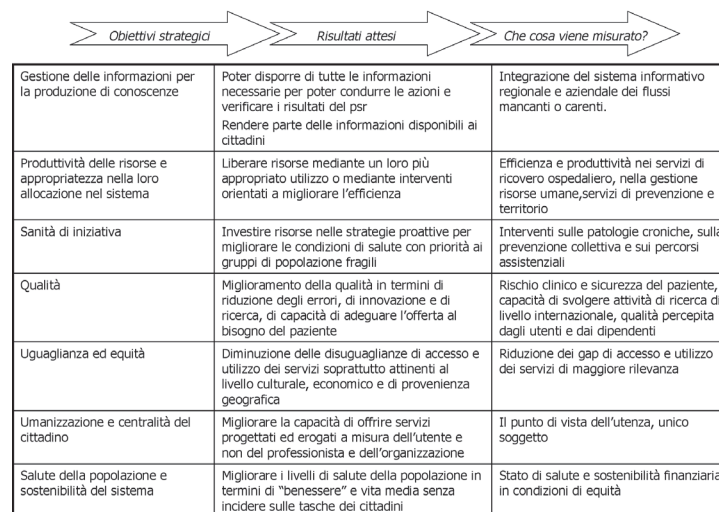 Obiettivi strategici
Risultati attesi
Che cosa viene misurato?
Gestione delle informazioni per
la produzione di conoscenze
Poter disporre di tutte le informazioni
necessarie per poter condurre le azioni e
verificare i risultati del psr
Rendere parte delle informazioni disponibili ai
cittadini
Integrazione del sistema informativo
regionale e aziendale dei flussi
mancanti o carenti.
Produttività delle risorse e
appropriatezza nella loro
allocazione nel sistema
Liberare risorse mediante un loro più
appropriato utilizzo o mediante interventi
orientati a migliorare l'efficienza
Efficienza e produttività nei servizi di
ricovero ospedaliero, nella gestione
risorse umane,servizi di prevenzione e
territorio
Sanità di iniziativa
Investire risorse nelle strategie proattive per
migliorare le condizioni di salute con priorità ai
gruppi di popolazione fragili
Interventi sulle patologie croniche, sulla
prevenzione collettiva e sui percorsi
assistenziali
Qualità
Miglioramento della qualità in termini di
riduzione degli errori, di innovazione e di
ricerca, di capacità di adeguare l'offerta al
bisogno del paziente
Rischio clinico e sicurezza del paziente,
capacità di svolgere attività di ricerca di
livello internazionale, qualità percepita
dagli utenti e dai dipendenti
Uguaglianza ed equità
Diminuzione delle disuguaglianze di accesso e
utilizzo dei servizi soprattutto attinenti al
livello culturale, economico e di provenienza
geografica
Riduzione dei gap di accesso e utilizzo
dei servizi di maggiore rilevanza
Umanizzazione e centralità del
cittadino
Migliorare la capacità di offrire servizi
progettati ed erogati a misura dell'utente e
non del professionista e dell'organizzazione
Il punto di vista dell'utenza, unico
soggetto
Salute della popolazione e
sostenibilità del sistema
Migliorare i livelli di salute della popolazione in
termini di "benessere" e vita media senza
incidere sulle tasche dei cittadini
Stato di salute e sostenibilità finanziaria
in condizioni di equità